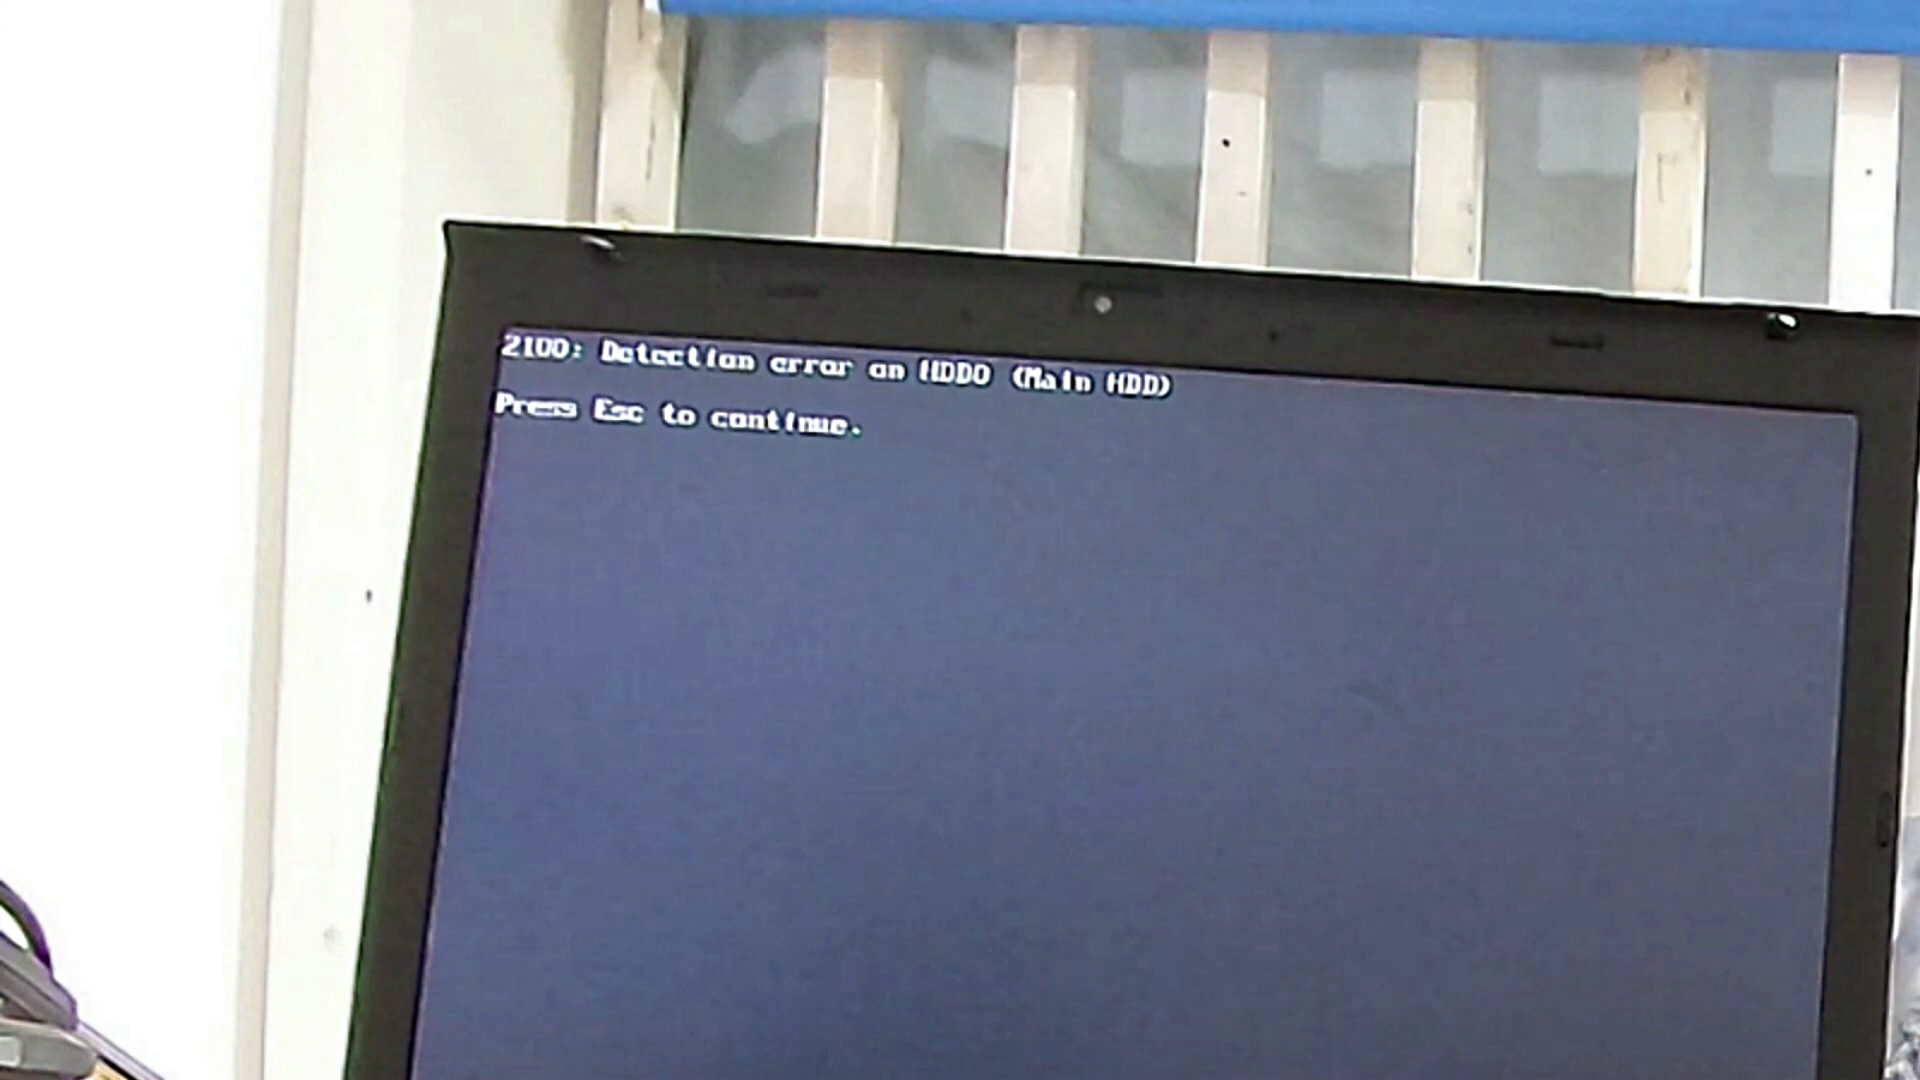 2100: Detection error on HDD0 (Main HDD)
Press Esc to continue.